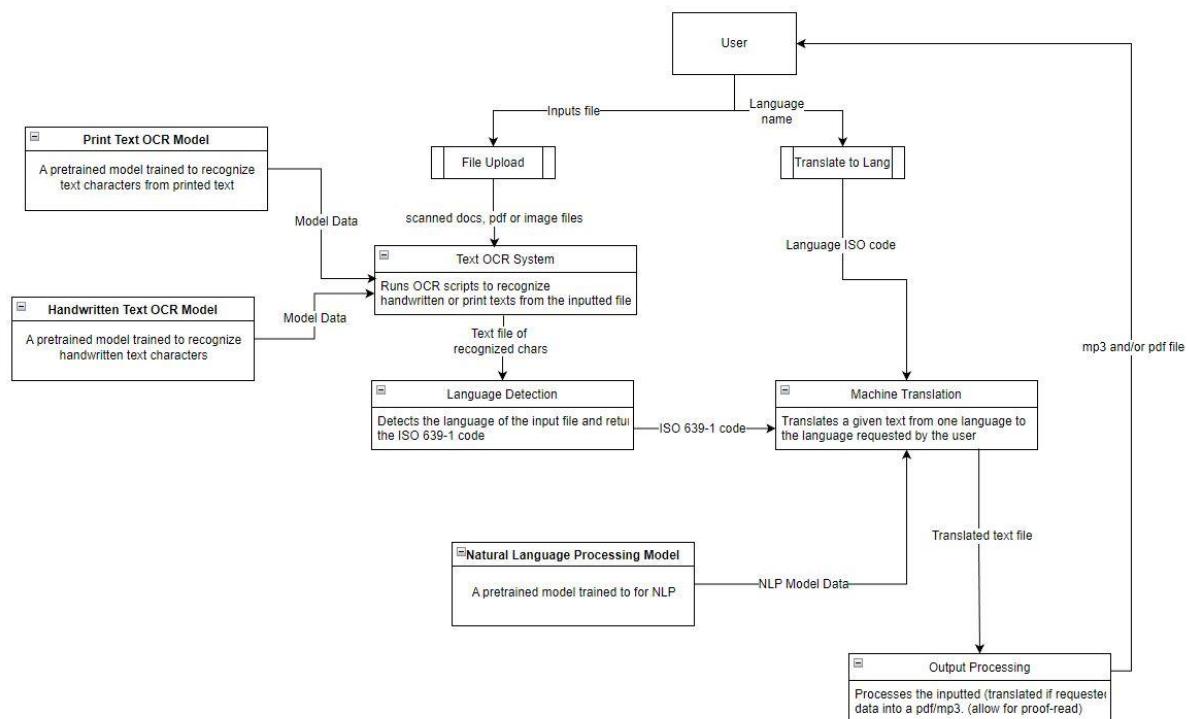 User
Inputs file
Language
name
File Upload
Translate to Lang
Print Text OCR Model
A pretrained model trained to recognize
text characters from printed text
Model Data
scanned docs, pdf or image files
Language ISO code
Text OCR System
Runs OCR scripts to recognize
handwritten or print texts from the inputted file
Handwritten Text OCR Model
A pretrained model trained to recognize
handwritten text characters
Model Data
Text file of
recognized chars
mp3 and/or pdf file
Language Detection
Detects the language of the input file and retu
the ISO 639-1 code
ISO 639-1 code
Machine Translation
Translates a given text from one language to
the language requested by the user
Translated text file
Natural Language Processing Model
A pretrained model trained to for NLP
NLP Model Data
Output Processing
Processes the inputted (translated if requested
data into a pdf/mp3. (allow for proof-read)